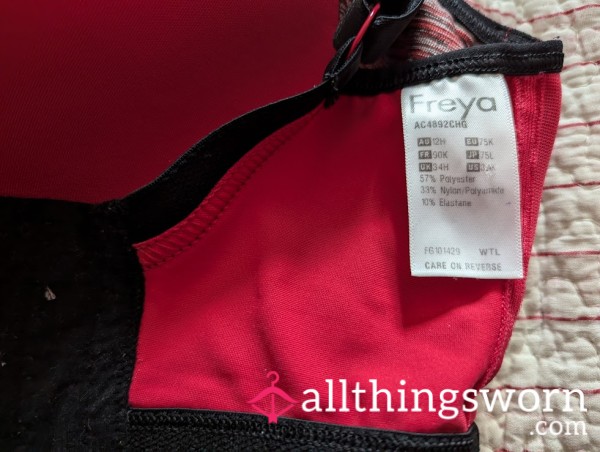 Freya
AC4892CHG
AU 12H EU 75K
FR 90K JP 75L
UK 34H US
57% Polyester
33% Nylon/Polyamide
10% Elastane
FG101429 WTL
CARE ON REVERSE
allthingsworn
.com